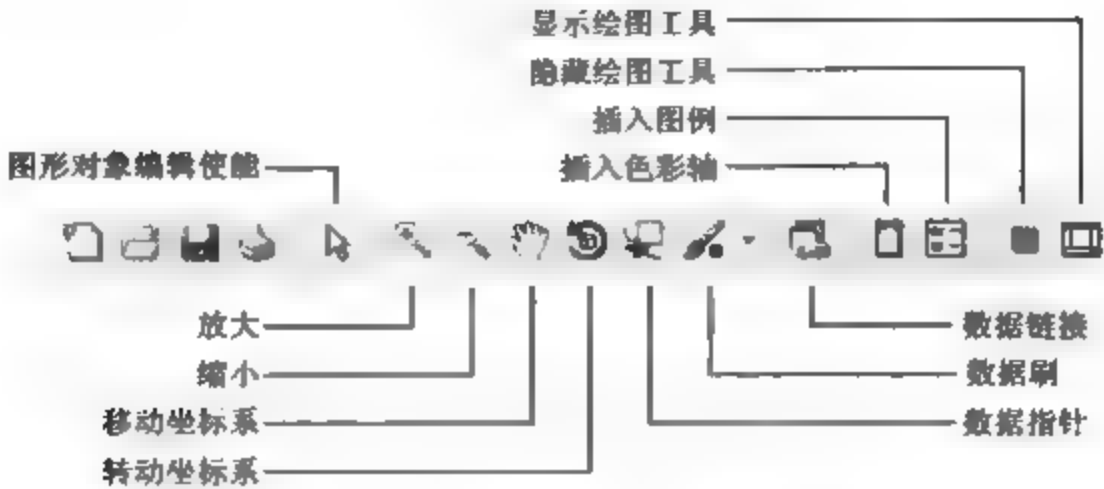 显示绘图工具
隐藏绘图工具
插入图例
图形对象编辑使能
插入色彩轴
放大
数据链接
缩小
数据刷
移动坐标系
数据指针
转动坐标系